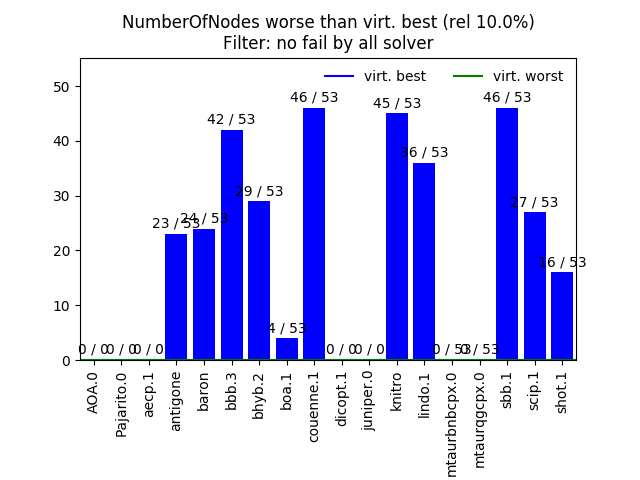 NumberOfNodes worse than virt. best (rel 10.0%)
Filter: no fail by all solver
virt. best
virt. worst
50
40
30
20
10
0
0 / 0
0 / 0
0 / 0
23 / 53
24 / 53
42 / 53
29 / 53
4 / 53
46 / 53
0 / 0
0 / 0
45 / 53
36 / 53
0 / 53
0 / 53
46 / 53
27 / 53
16 / 53
AOA.0
Pajarito.0
aecp.1
antigone
baron
bbb.3
bhyb.2
boa.1
couenne.1
dicopt.1
juniper.0
knitro
lindo.1
mtaurbnbcpx.0
mtaurqgcpx.0
sbb.1
scip.1
shot.1